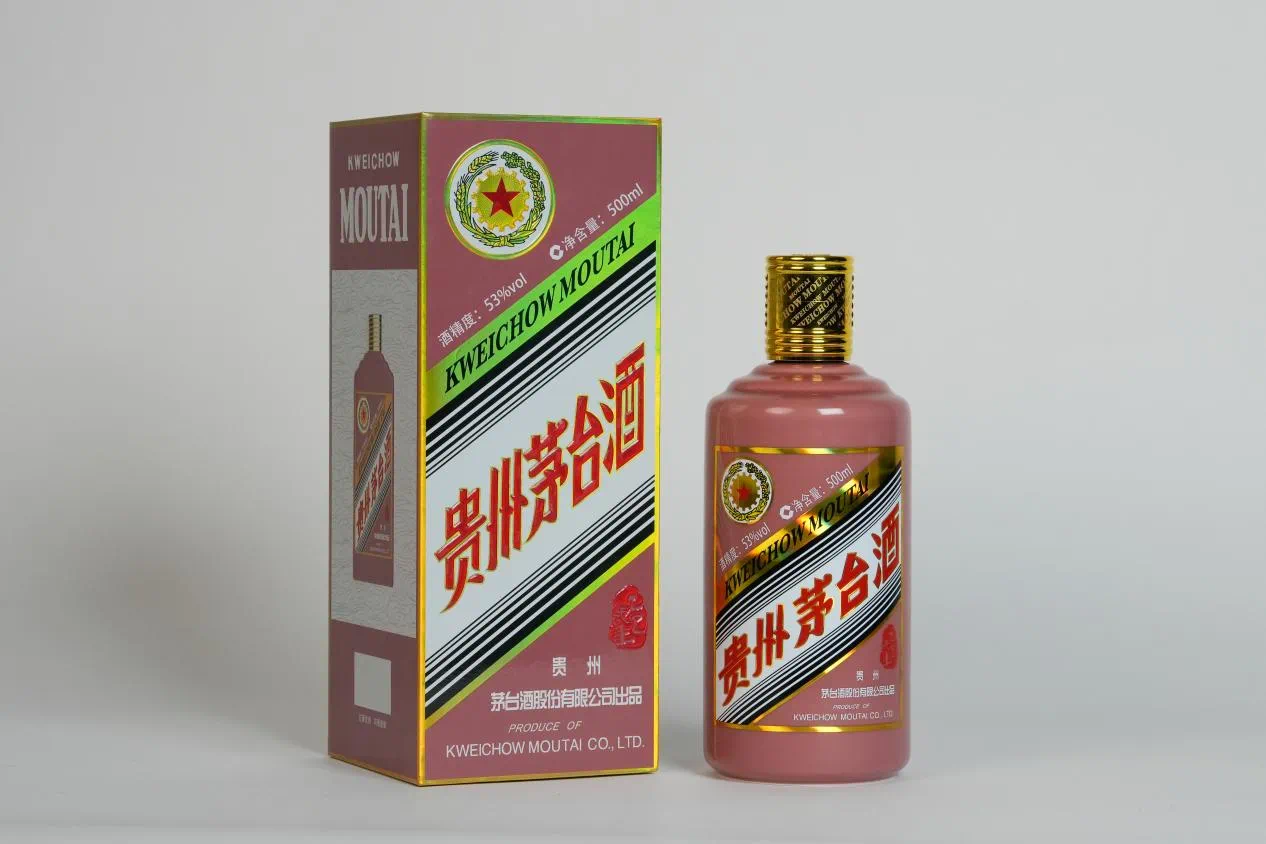 KWEICHOW
MOUTAI
酒精度：53%vol
净含量：500ml
KWEICHOW MOUTAI
贵州茅台酒
贵 州
茅台酒股份有限公司出品
PRODUCE OF
KWEICHOW MOUTAI CO., LTD.
KWEICHOW MOUTAI
酒精度：53%vol
净含量：500ml
KWEICHOW MOUTAI
贵州茅台酒
贵 州
茅台酒股份有限公司出品
PRODUCE OF
KWEICHOW MOUTAI CO., LTD.